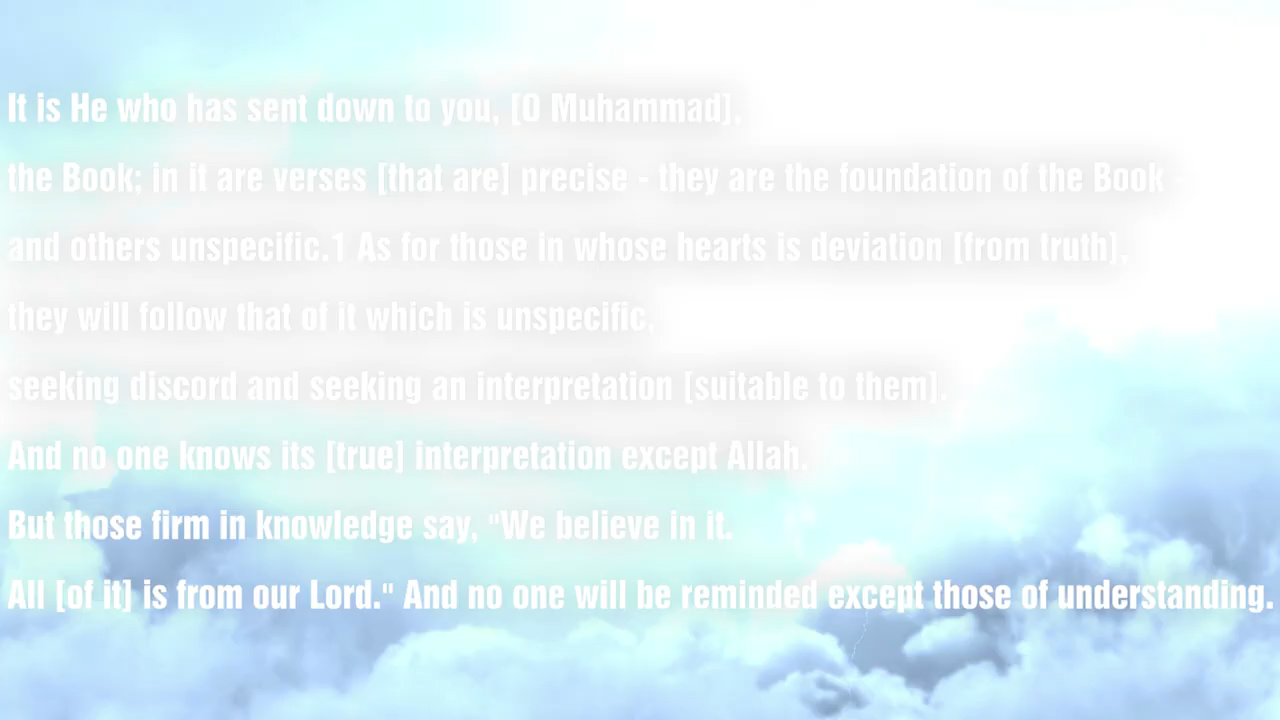 It is He who has sent down to you, [O Muhammad],
the Book; in it are verses [that are] precise - they are the foundation of the Book -
and others unspecific.1 As for those in whose hearts is deviation [from truth],
they will follow that of it which is unspecific,
seeking discord and seeking an interpretation [suitable to them].
And no one knows its [true] interpretation except Allah.
But those firm in knowledge say, "We believe in it.
All [of it] is from our Lord." And no one will be reminded except those of understanding.